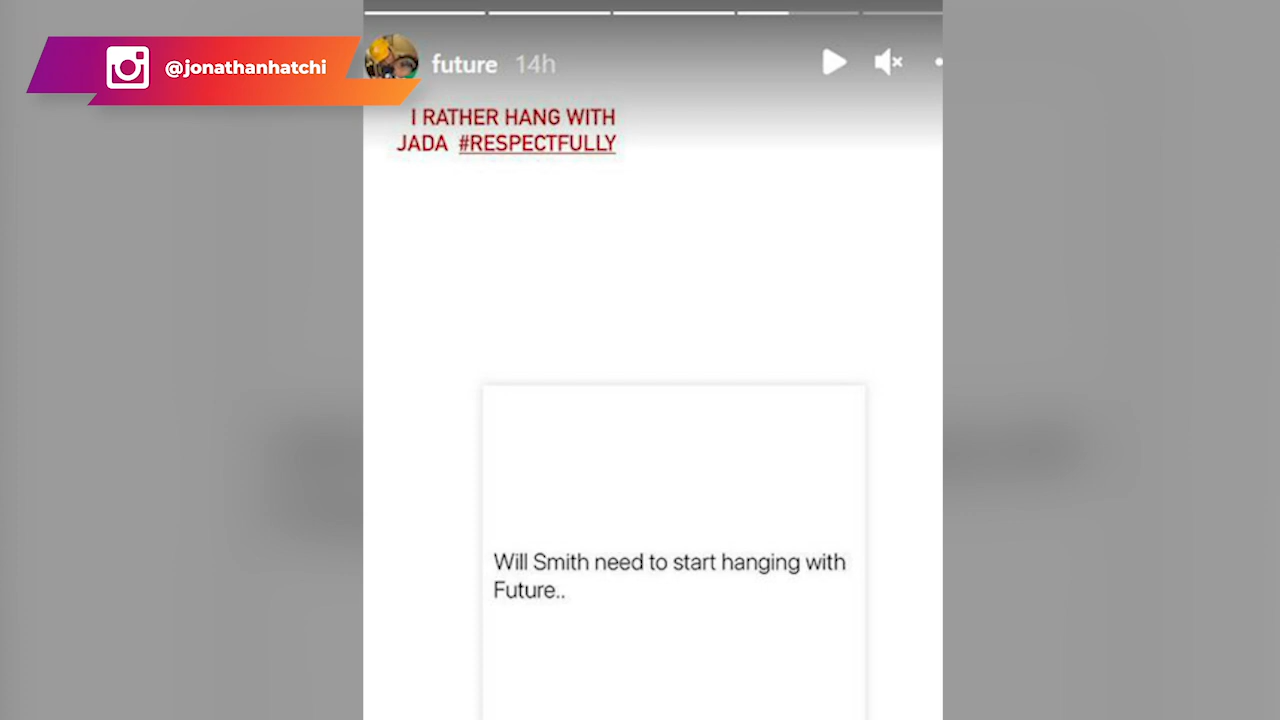 @jonathanhatchi
future 14h
I RATHER HANG WITH
JADA #RESPECTFULLY
Will Smith need to start hanging with
Future..